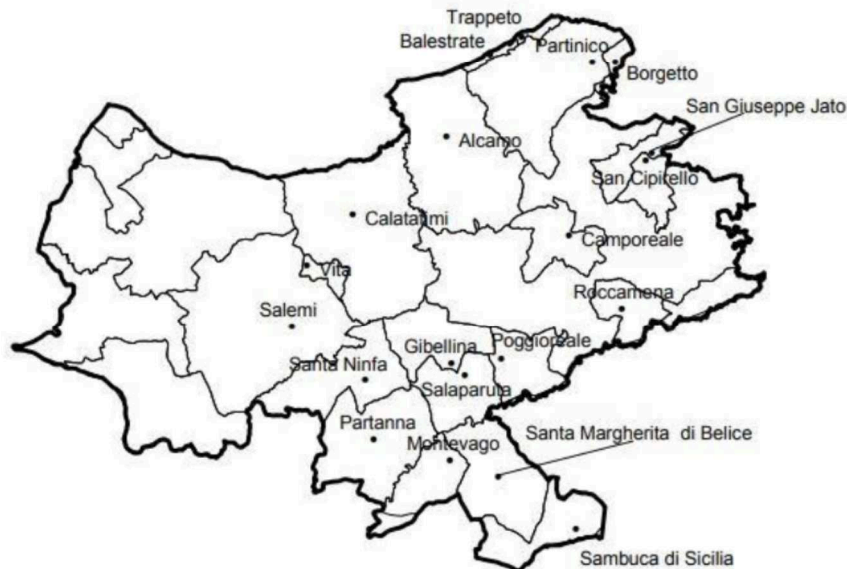 Trappeto
Balestrate
Partinico
Borgetto
San Giuseppe Jato
Alcamo
San Cipirello
Calatafimi
Camporeale
Vita
Roccamena
Salemi
Gibellina
Poggioreale
Santa Ninfa
Salaparuta
Partanna
Montevago
Santa Margherita di Belice
Sambuca di Sicilia